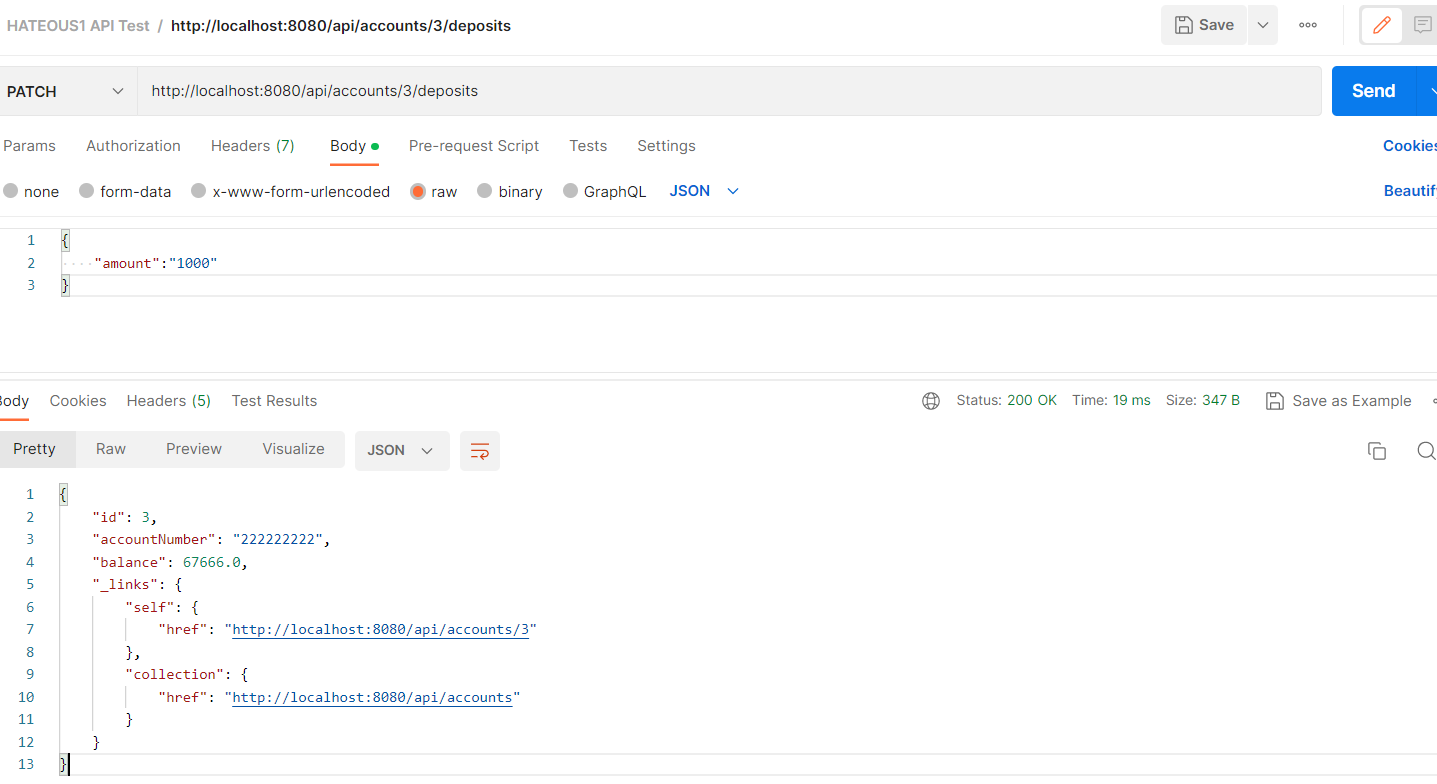 HATEOUS1 API Test / http://localhost:8080/api/accounts/3/deposits Save
PATCH http://localhost:8080/api/accounts/3/deposits Send
Params Authorization Headers (7) Body Pre-request Script Tests Settings Cookies
none form-data x-www-form-urlencoded raw binary GraphQL JSON Beautify
1 {
2 "amount":"1000"
3 }
Body Cookies Headers (5) Test Results Status: 200 OK Time: 19 ms Size: 347 B Save as Example
Pretty Raw Preview Visualize JSON
1 {
2 "id": 3,
3 "accountNumber": "222222222",
4 "balance": 67666.0,
5 "_links": {
6 "self": {
7 "href": "http://localhost:8080/api/accounts/3"
8 },
9 "collection": {
10 "href": "http://localhost:8080/api/accounts"
11 }
12 }
13 }